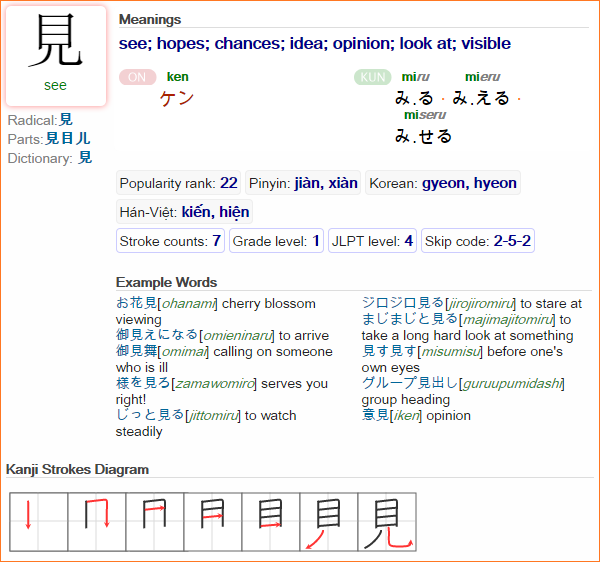 見
see
Radical:見
Parts:見目儿
Dictionary: 見
Meanings
see; hopes; chances; idea; opinion; look at; visible
ON ken
ケン
KUN miru mieru
み.る・み.える・
miseru
み.せる
Popularity rank: 22 Pinyin: jiàn, xiàn Korean: gyeon, hyeon
Hán-Việt: kiến, hiện
Stroke counts: 7 Grade level: 1 JLPT level: 4 Skip code: 2-5-2
Example Words
お花見[ohanami] cherry blossom
viewing
御見えになる[omieninaru] to arrive
御見舞[omimai] calling on someone
who is ill
様を見ろ[zamawomiro] serves you
right!
じっと見る[jittomiru] to watch
steadily
ジロジロ見る[jirojiromiru] to stare at
まじまじと見る[majimajitomiru] to
take a long hard look at something
見す見す[misumisu] before one's
own eyes
グループ見出し[guruupumidashi]
group heading
意見[iken] opinion
Kanji Strokes Diagram
見